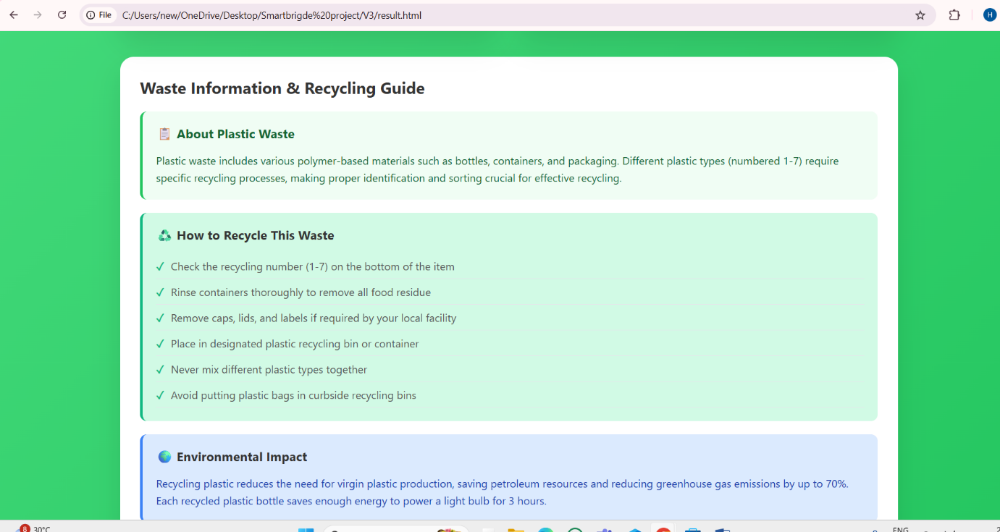 File C:/Users/new/OneDrive/Desktop/Smartbrigde%20project/V3/result.html
H
Waste Information & Recycling Guide
About Plastic Waste
Plastic waste includes various polymer-based materials such as bottles, containers, and packaging. Different plastic types (numbered 1-7) require
specific recycling processes, making proper identification and sorting crucial for effective recycling.
How to Recycle This Waste
✓ Check the recycling number (1-7) on the bottom of the item
✓ Rinse containers thoroughly to remove all food residue
✓ Remove caps, lids, and labels if required by your local facility
✓ Place in designated plastic recycling bin or container
✓ Never mix different plastic types together
✓ Avoid putting plastic bags in curbside recycling bins
Environmental Impact
Recycling plastic reduces the need for virgin plastic production, saving petroleum resources and reducing greenhouse gas emissions by up to 70%.
Each recycled plastic bottle saves enough energy to power a light bulb for 3 hours.
8 30°C
ENG